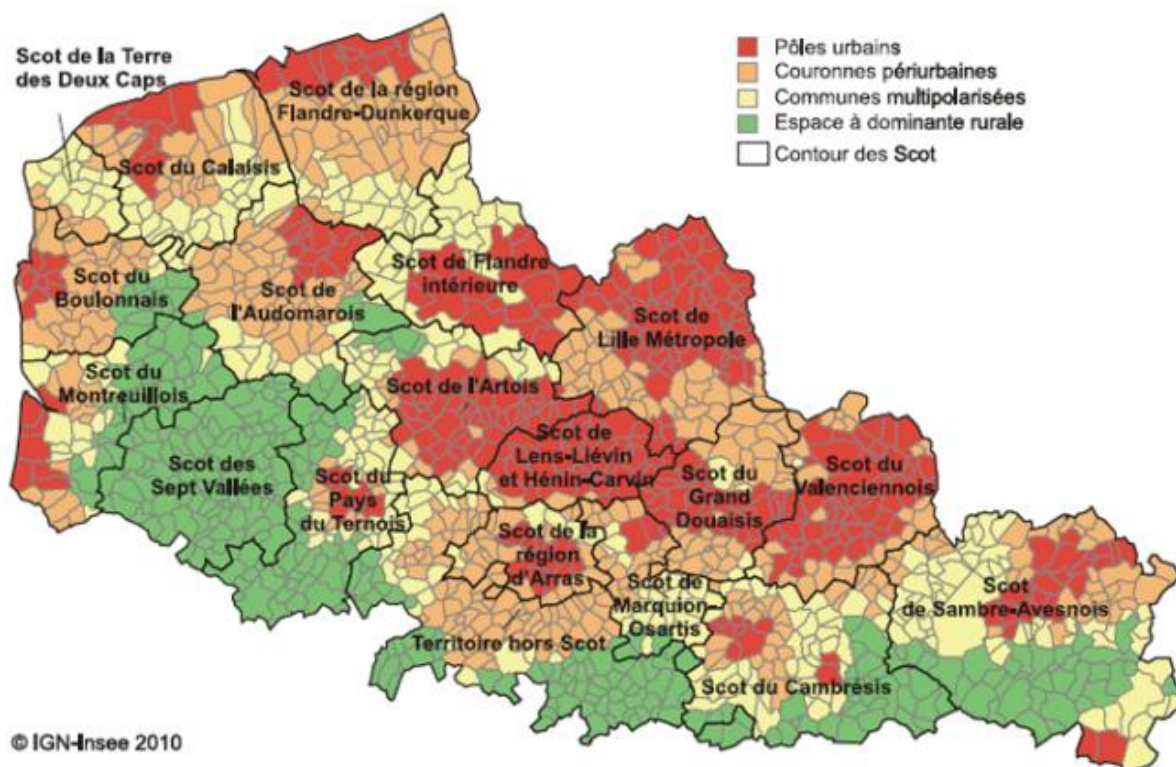 Scot de la Terre
des Deux Caps
Scot de la région
Flandre-Dunkerque
Pôles urbains
Couronnes périurbaines
Communes multipolarisées
Espace à dominante rurale
Contour des Scot
Scot du Calaisis
Scot du
Boulonnais
Scot de
l'Audomarois
Scot de Flandre
intérieure
Scot de
Lille Métropole
Scot du
Montreuillois
Scot de l'Artois
Scot des
Sept Vallées
Scot du
Pays
du Ternois
Scot de
Lens-Liévin
et Hénin-Carvin
Scot du
Grand
Douaisis
Scot du
Valenciennois
Scot de la
région
d'Arras
Scot de
Marquion-
Osartis
Scot
de Sambre-Avesnois
Territoire hors Scot
Scot du Cambresis
© IGN-Insee 2010